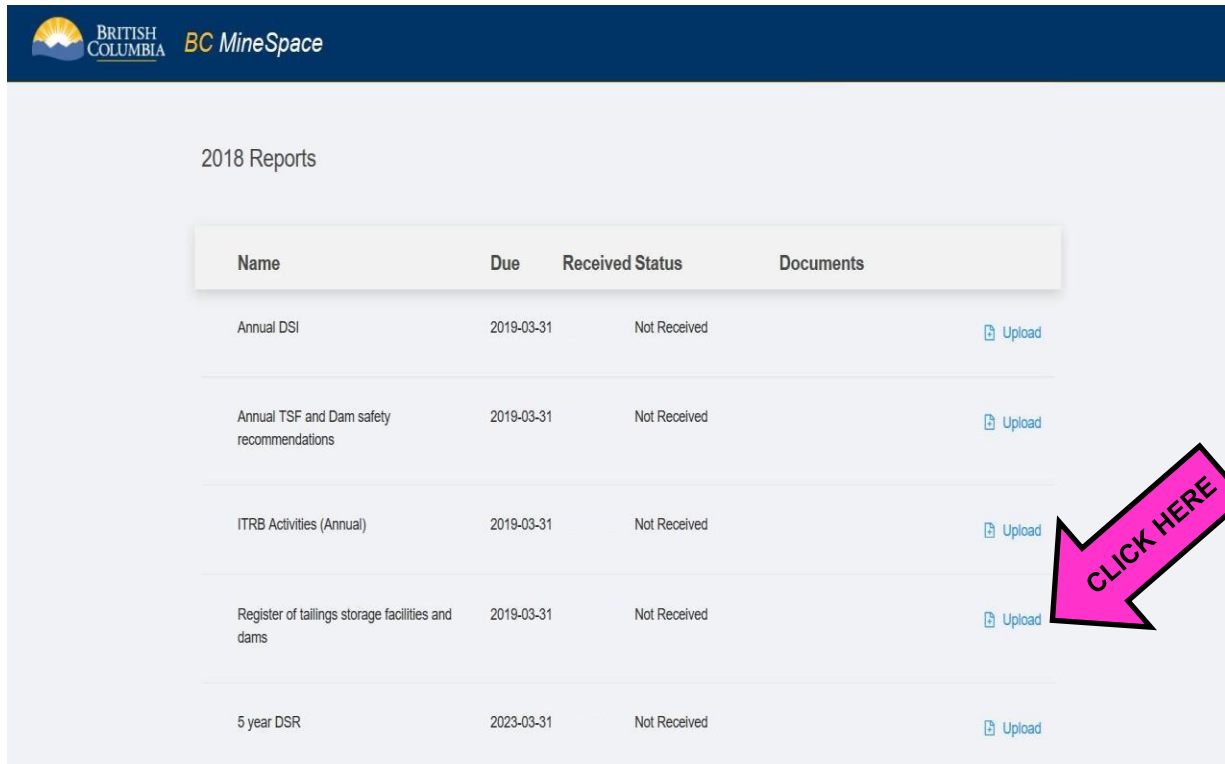 BRITISH
COLUMBIA
BC MineSpace
2018 Reports
Name Due Received Status Documents
Annual DSI 2019-03-31 Not Received Upload
Annual TSF and Dam safety
recommendations 2019-03-31 Not Received Upload
ITRB Activities (Annual) 2019-03-31 Not Received Upload
CLICK HERE
Register of tailings storage facilities and
dams 2019-03-31 Not Received Upload
5 year DSR 2023-03-31 Not Received Upload